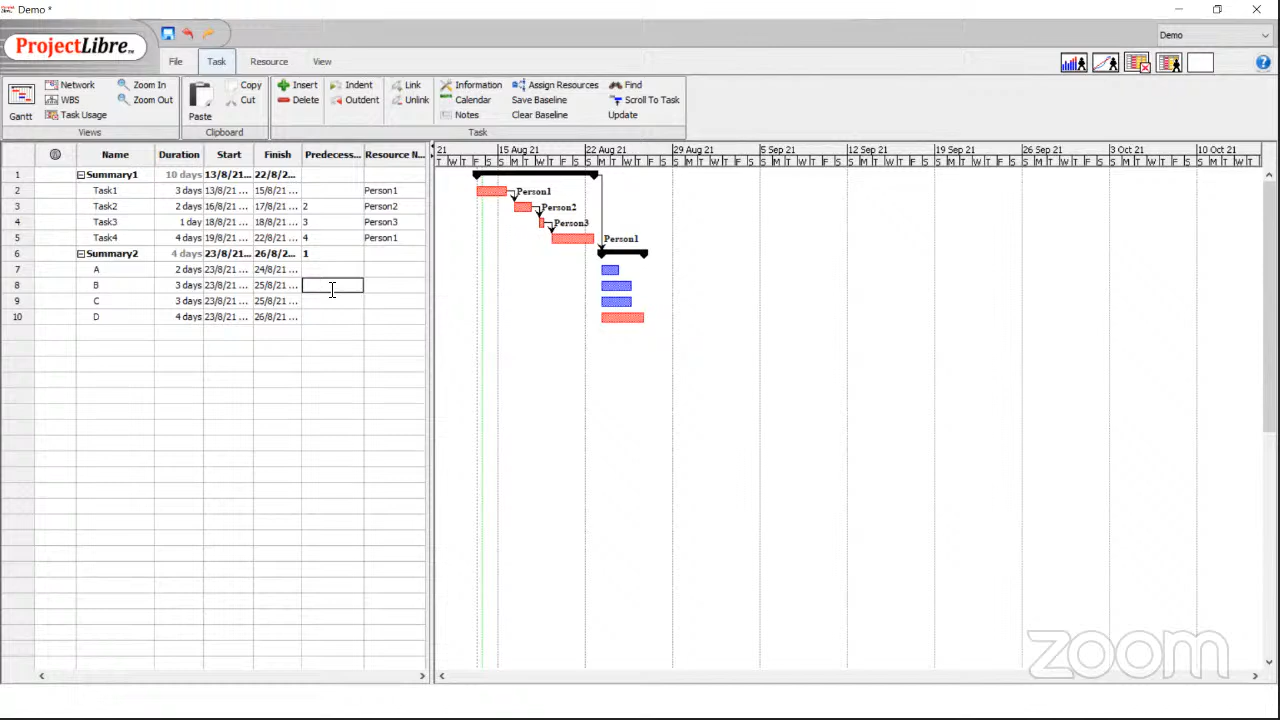 Demo *
ProjectLibre™
Demo
File Task Resource View
Network Zoom In Copy Insert Indent Link Information Assign Resources Find
WBS Zoom Out Cut Delete Outdent Unlink Calendar Save Baseline Scroll To Task
Gantt Task Usage Paste Notes Clear Baseline Update
Views Clipboard Task
Name Duration Start Finish Predecess... Resource N...
21 15 Aug 21 22 Aug 21 29 Aug 21 5 Sep 21 12 Sep 21 19 Sep 21 26 Sep 21 3 Oct 21 10 Oct 21
T W T F S S M T W T F S S M T W T F S S M T W T F S S M T W T F S S M T W T F S S M T W T F S S M T W T F S S M T W T F S S M T W T
1 Summary1 10 days 13/8/21... 22/8/2...
2 Task1 3 days 13/8/21 ... 15/8/21 ... Person1 Person1
3 Task2 2 days 16/8/21 ... 17/8/21 ... 2 Person2 Person2
4 Task3 1 day 18/8/21 ... 18/8/21 ... 3 Person3 Person3
5 Task4 4 days 19/8/21 ... 22/8/21 ... 4 Person1 Person1
6 Summary2 4 days 23/8/21... 26/8/2... 1
7 A 2 days 23/8/21 ... 24/8/21 ...
8 B 3 days 23/8/21 ... 25/8/21 ...
9 C 3 days 23/8/21 ... 25/8/21 ...
10 D 4 days 23/8/21 ... 26/8/21 ...
zoom